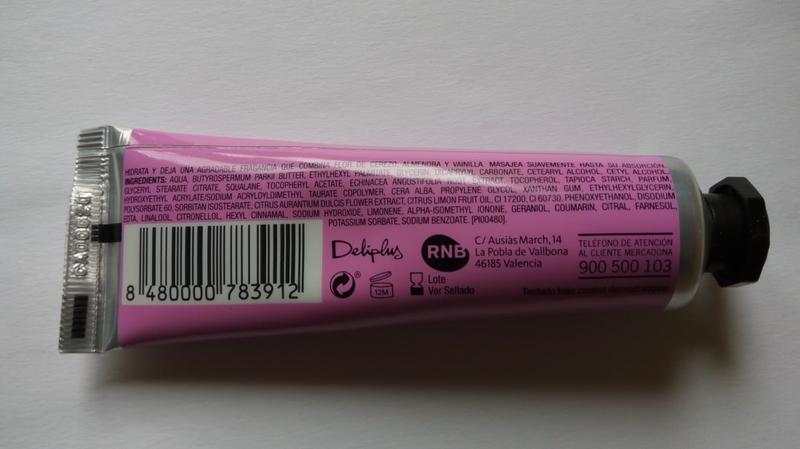 HIDRATA Y DEJA UNA AGRADABLE FRAGANCIA QUE COMBINA FLOR DE CEREZO, ALMENDRA Y VAINILLA. MASAJEA SUAVEMENTE HASTA SU ABSORCIÓN.
INGREDIENTS: AQUA, BUTYROSPERMUM PARKII BUTTER, ETHYLHEXYL PALMITATE, GLYCERIN, DICAPRYLYL CARBONATE, CETEARYL ALCOHOL, CETYL ALCOHOL,
GLYCERYL STEARATE CITRATE, SQUALANE, TOCOPHERYL ACETATE, ECHINACEA ANGUSTIFOLIA EXTRACT, TOCOPHEROL, TAPIOCA STARCH, PARFUM,
HYDROXYETHYL ACRYLATE/SODIUM ACRYLOYLDIMETHYL TAURATE COPOLYMER, CERA ALBA, PROPYLENE GLYCOL, XANTHAN GUM, ETHYLHEXYLGLYCERIN,
POLYSORBATE 60, SORBITAN ISOSTEARATE, CITRUS AURANTIUM DULCIS FLOWER EXTRACT, CITRUS LIMON FRUIT OIL, CI 17200, CI 60730, PHENOXYETHANOL, DISODIUM
EDTA, LINALOOL, CITRONELLOL, HEXYL CINNAMAL, SODIUM HYDROXIDE, LIMONENE, ALPHA-ISOMETHYL IONONE, GERANIOL, COUMARIN, CITRAL, FARNESOL,
POTASSIUM SORBATE, SODIUM BENZOATE. [PI00480].
8 480000 783912
Deliplus
RNB
C/ Ausiàs March,14
La Pobla de Vallbona
46185 Valencia
TELÉFONO DE ATENCIÓN
AL CLIENTE MERCADONA
900 500 103
12M
Lote
Ver Sellado
Testado bajo control dermatológico.